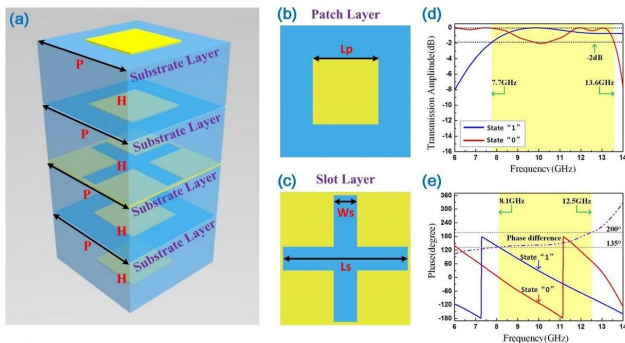 (a)
P
Substrate Layer
H
P
Substrate Layer
H
P
Substrate Layer
H
P
Substrate Layer
H
(b)
Patch Layer
Lp
(c)
Slot Layer
Ws
Ls
(d)
Transmission Amplitude(dB)
0
-2
-4
-6
-8
-10
-2dB
7.7GHz
13.6GHz
State "1"
State "0"
6 7 8 9 10 11 12 13 14
Frequency(GHz)
(e)
8.1GHz
12.5GHz
Phase(degree)
360
300
240
180
120
60
0
-60
-120
-180
200°
Phase difference
135°
State "1"
State "0"
6 7 8 9 10 11 12 13 14
Frequency(GHz)